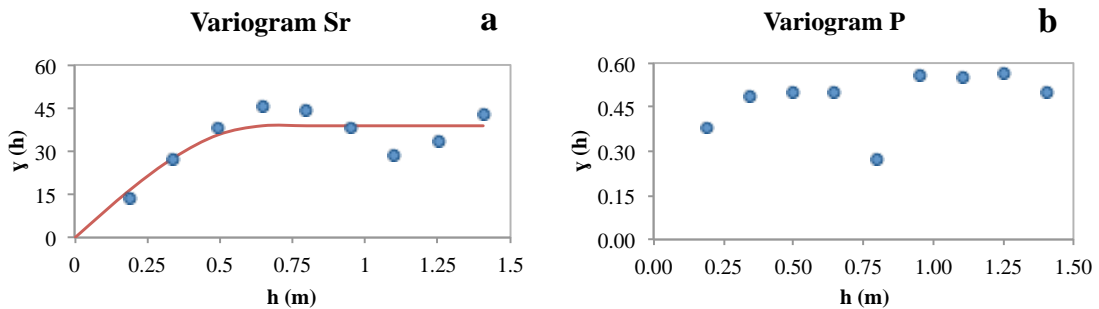 Variogram Sr
a
60
45
30
15
0
γ (h)
0 0.25 0.5 0.75 1 1.25 1.5
h (m)
Variogram P
b
0.60
0.45
0.30
0.15
0.00
γ (h)
0.00 0.25 0.50 0.75 1.00 1.25 1.50
h (m)